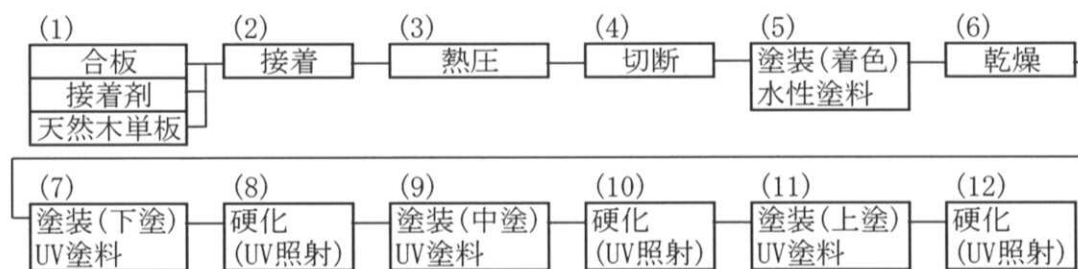 (1) (2) (3) (4) (5) (6)
合板 接着 熱圧 切断 塗装(着色) 乾燥
接着剤 水性塗料
天然木単板
(7) (8) (9) (10) (11) (12)
塗装(下塗) 硬化 塗装(中塗) 硬化 塗装(上塗) 硬化
UV塗料 (UV照射) UV塗料 (UV照射) UV塗料 (UV照射)